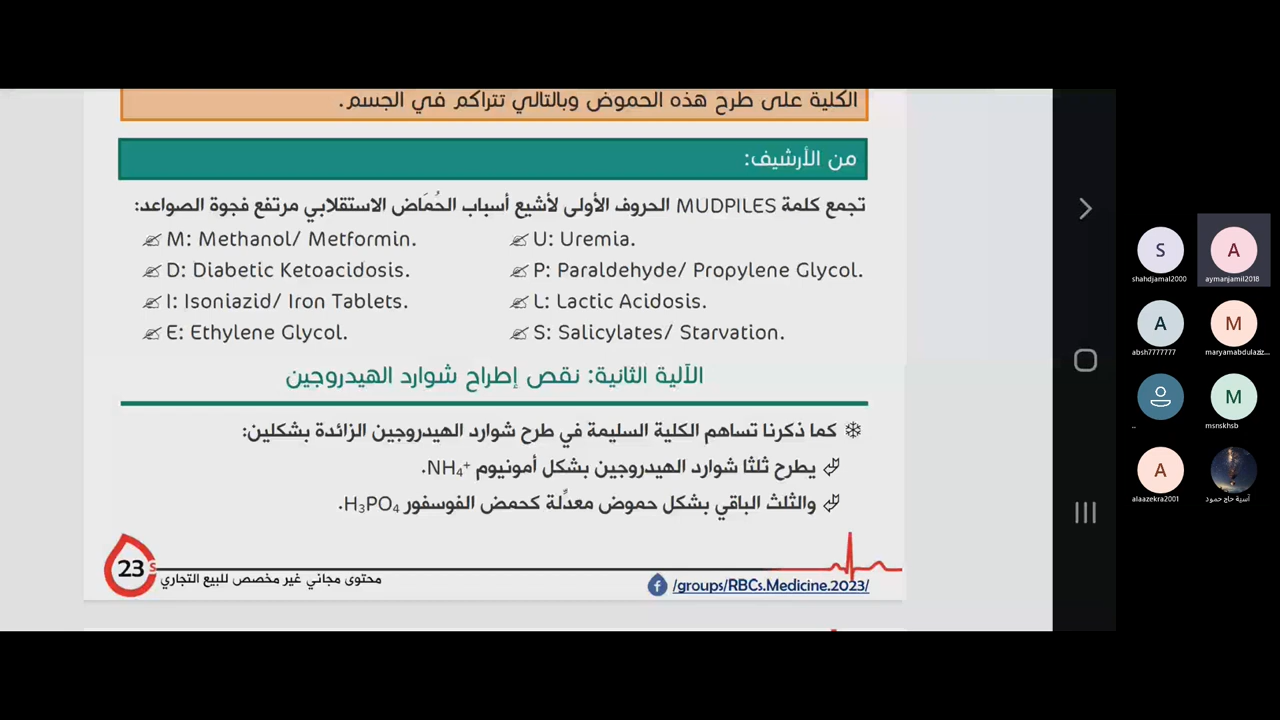 الكلية على طرح هذه الحموض وبالتالي تتراكم في الجسم.
من الأرشيف:
تجمع كلمة MUDPILES الحروف الأولى لأشيع أسباب الحُمَاض الاستقلابي مرتفع فجوة الصواعد:
M: Methanol/ Metformin.
U: Uremia.
D: Diabetic Ketoacidosis.
P: Paraldehyde/ Propylene Glycol.
I: Isoniazid/ Iron Tablets.
L: Lactic Acidosis.
E: Ethylene Glycol.
S: Salicylates/ Starvation.
الآلية الثانية: نقص إطراح شوارد الهيدروجين
كما ذكرنا تساهم الكلية السليمة في طرح شوارد الهيدروجين الزائدة بشكلين:
يطرح ثلثا شوارد الهيدروجين بشكل أمونيوم NH₄⁺.
والثلث الباقي بشكل حموض معدِّلة كحمض الفوسفور H₃PO₄.
23
محتوى مجاني غير مخصص للبيع التجاري
/groups/RBCs.Medicine.2023/
S
shahdjamal2000
A
aymanjamil2018
A
absh7777777
M
maryamabdulaziz...
..
M
msnskhsb
A
alaazekra2001
آسية حاج حمود